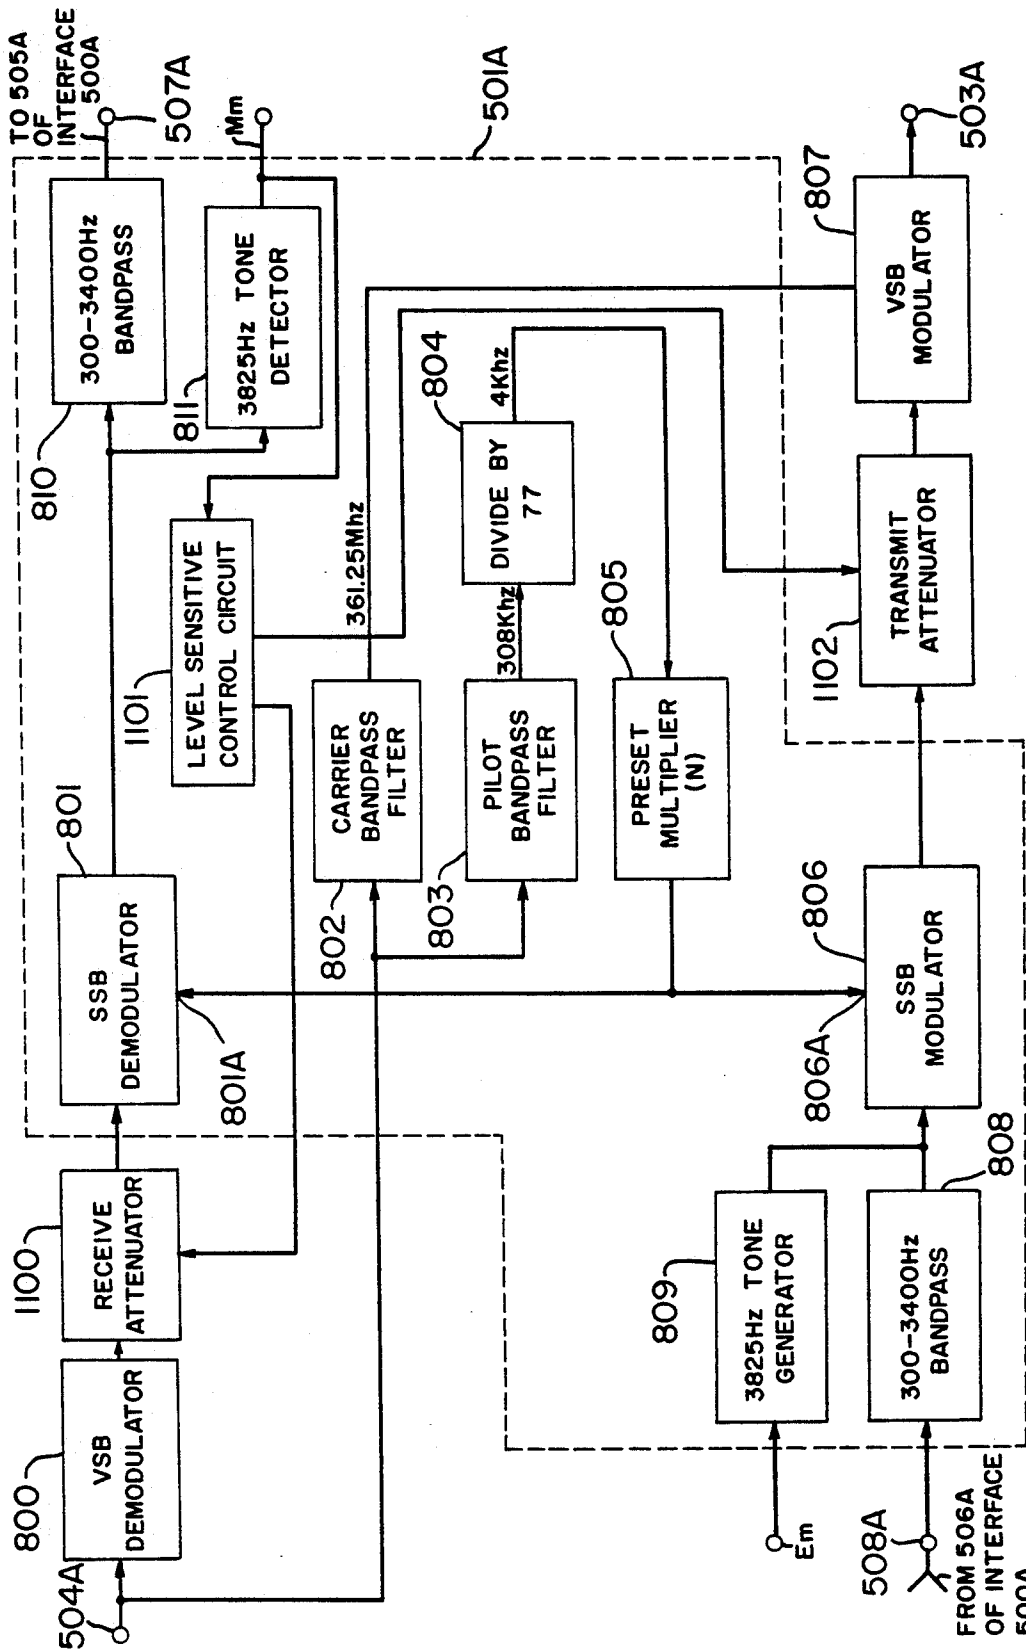 504A
800
VSB
DEMODULATOR
1100
RECEIVE
ATTENUATOR
801
SSB
DEMODULATOR
801A
810
300-3400Hz
BANDPASS
TO 505A
OF
INTERFACE
500A
507A
811
3825Hz TONE
DETECTOR
Mm
1101
LEVEL SENSITIVE
CONTROL CIRCUIT
501A
802
CARRIER
BANDPASS
FILTER
361.25Mhz
803
PILOT
BANDPASS
FILTER
308Khz
804
DIVIDE BY
77
4Khz
805
PRESET
MULTIPLIER
(N)
Em
809
3825Hz TONE
GENERATOR
508A
FROM 506A
OF INTERFACE
500A
808
300-3400Hz
BANDPASS
806A
806
SSB
MODULATOR
1102
TRANSMIT
ATTENUATOR
807
VSB
MODULATOR
503A